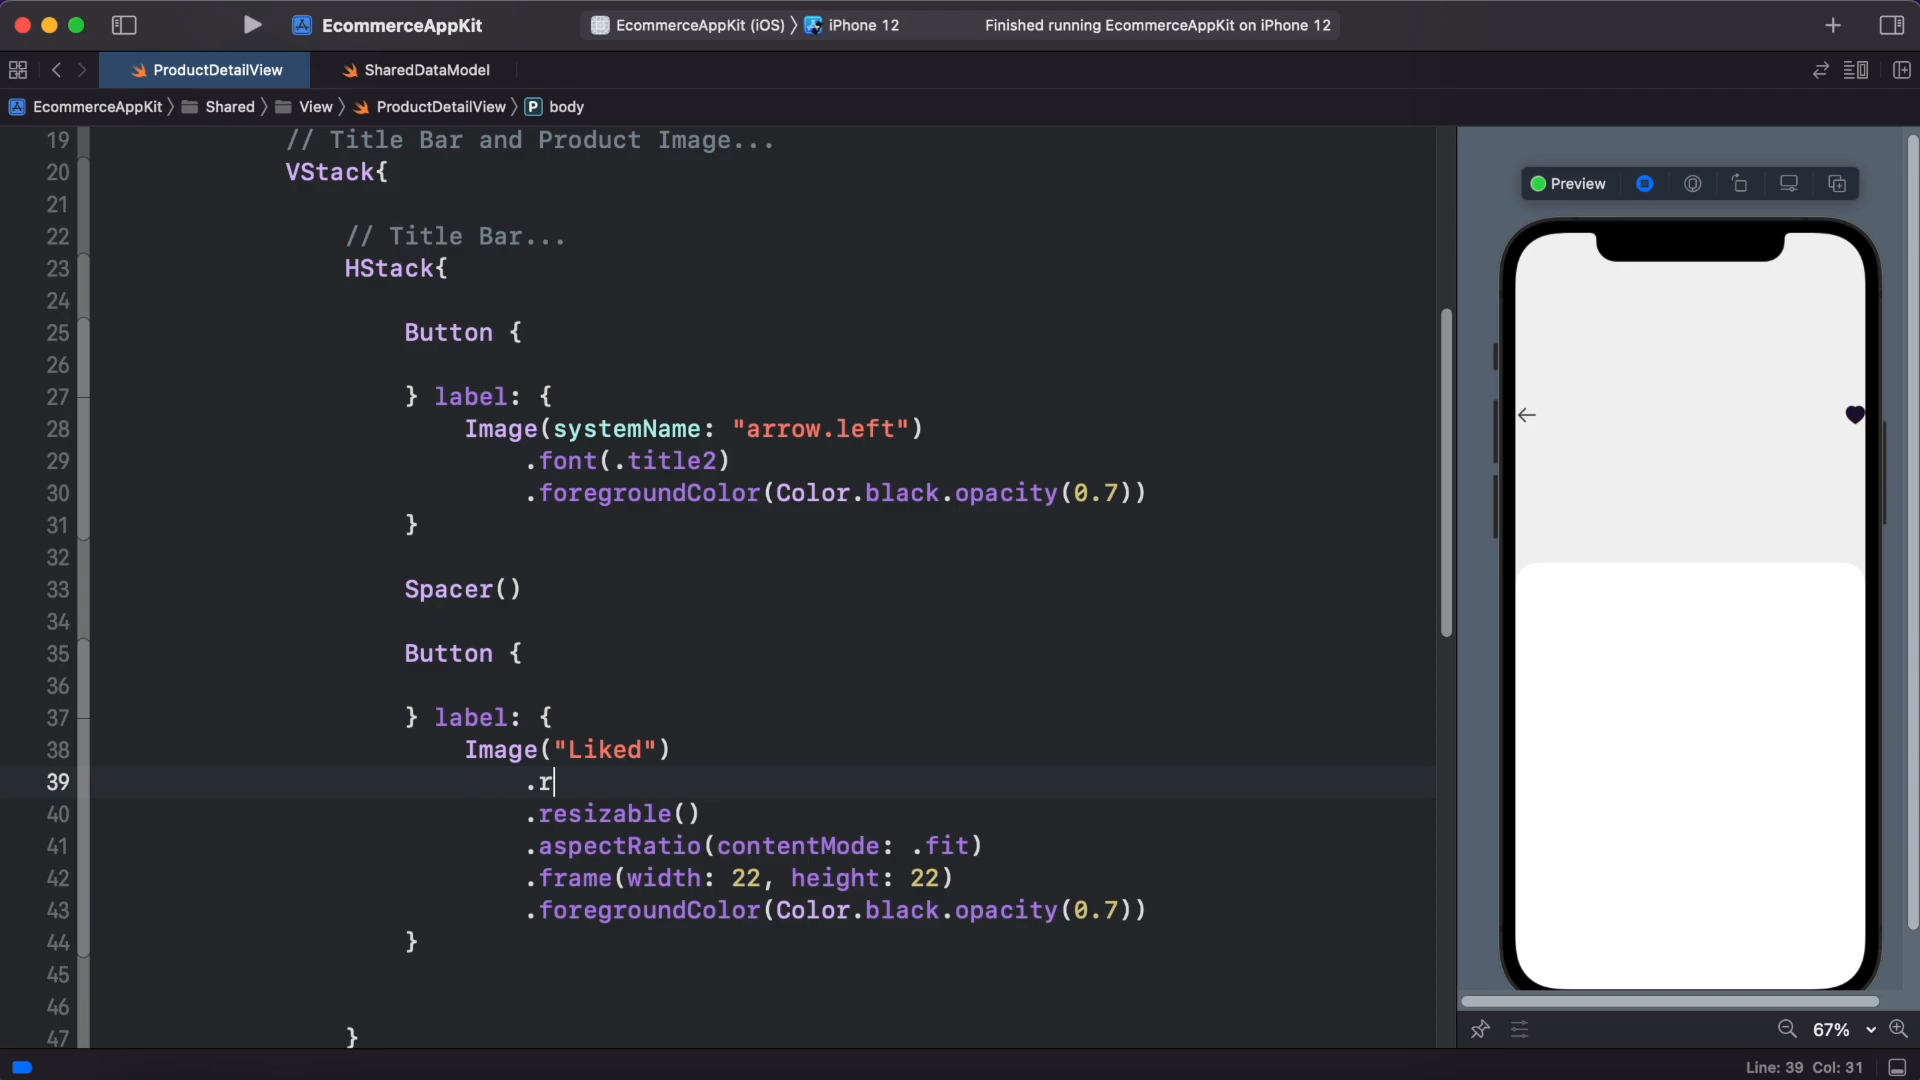 EcommerceAppKit
EcommerceAppKit (iOS) 〉 iPhone 12
Finished running EcommerceAppKit on iPhone 12
ProductDetailView
SharedDataModel
EcommerceAppKit 〉 Shared 〉 View 〉 ProductDetailView 〉 P body
19 // Title Bar and Product Image...
20 VStack{
21
22 // Title Bar...
23 HStack{
24
25 Button {
26
27 } label: {
28 Image(systemName: "arrow.left")
29 .font(.title2)
30 .foregroundColor(Color.black.opacity(0.7))
31 }
32
33 Spacer()
34
35 Button {
36
37 } label: {
38 Image("Liked")
39 .r
40 .resizable()
41 .aspectRatio(contentMode: .fit)
42 .frame(width: 22, height: 22)
43 .foregroundColor(Color.black.opacity(0.7))
44 }
45
46
47 }
Preview
67%
Line: 39 Col: 31